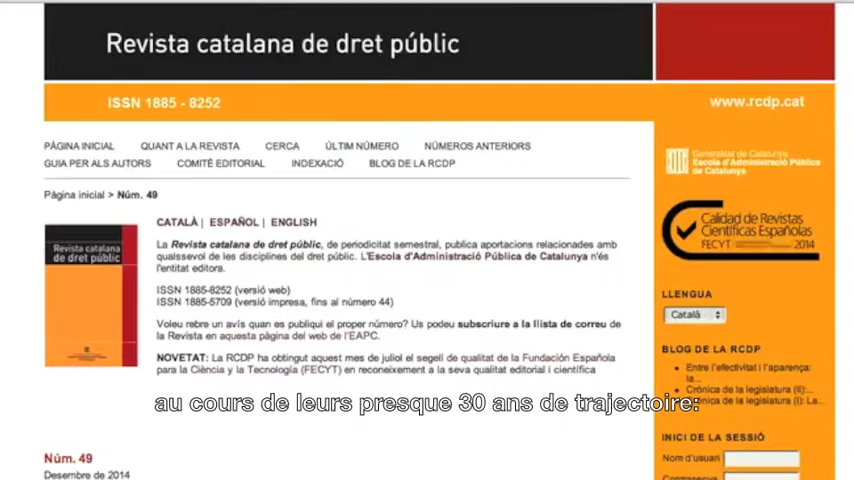 Revista catalana de dret públic
ISSN 1885 - 8252
www.rcdp.cat
PÀGINA INICIAL QUANT A LA REVISTA CERCA ÚLTIM NÚMERO NÚMEROS ANTERIORS
GUIA PER ALS AUTORS COMITÈ EDITORIAL INDEXACIÓ BLOG DE LA RCDP
Pàgina inicial > Núm. 49
Revista catalana
de dret públic
CATALÀ | ESPAÑOL | ENGLISH
La Revista catalana de dret públic, de periodicitat semestral, publica aportacions relacionades amb
qualssevol de les disciplines del dret públic. L'Escola d'Administració Pública de Catalunya n'és
l'entitat editora.
ISSN 1885-8252 (versió web)
ISSN 1885-5709 (versió impresa, fins al número 44)
Voleu rebre un avís quan es publiqui el proper número? Us podeu subscriure a la llista de correu de
la Revista en aquesta pàgina del web de l'EAPC.
NOVETAT: La RCDP ha obtingut aquest mes de juliol el segell de qualitat de la Fundación Española
para la Ciència y la Tecnología (FECYT) en reconeixement a la seva qualitat editorial i científica
au cours de leurs presque 30 ans de trajectoire:
Núm. 49
Desembre de 2014
Generalitat de Catalunya
Escola d'Administració Pública
de Catalunya
Calidad de Revistas
Científicas Españolas
FECYT 2014
LLENGUA
Català
BLOG DE LA RCDP
Entre l'efectivitat i l'aparença:
la...
Crònica de la legislatura (II):...
Crònica de la legislatura (I): La...
INICI DE LA SESSIÓ
Nom d'usuari
Contrasenya